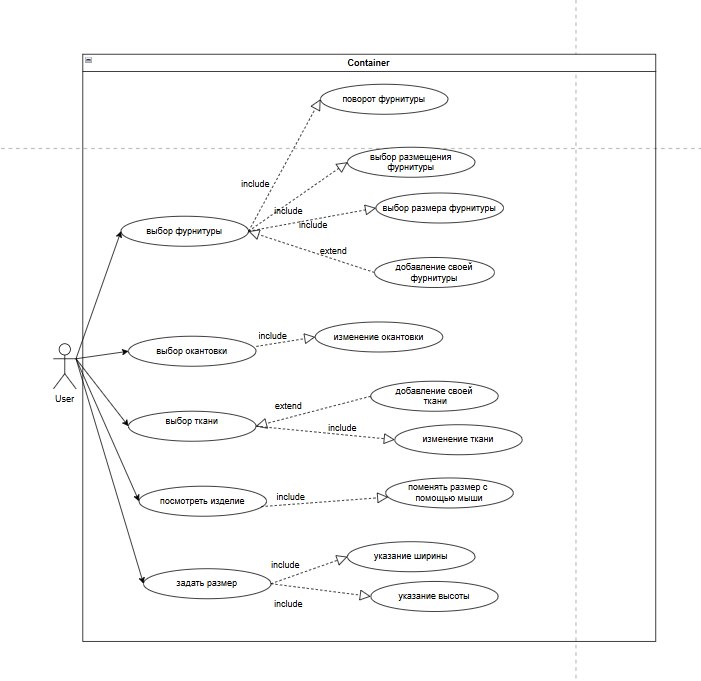 Container
поворот фурнитуры
выбор размещения
фурнитуры
include
include
выбор размера фурнитуры
include
выбор фурнитуры
extend
добавление своей
фурнитуры
include
изменение окантовки
выбор окантовки
User
добавление своей
ткани
extend
выбор ткани
include
изменение ткани
поменять размер с
помощью мыши
include
посмотреть изделие
указание ширины
include
задать размер
указание высоты
include